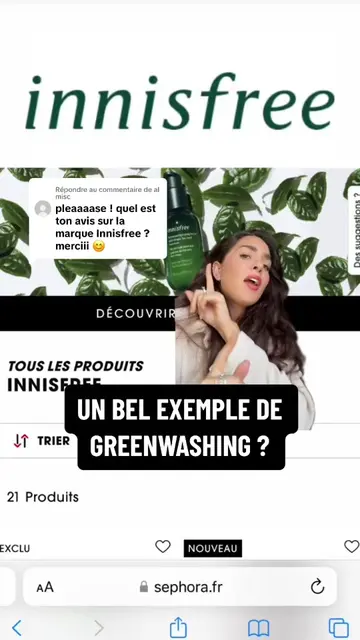 innisfree
Répondre au commentaire de al
misc
pleaaaase ! quel est
ton avis sur la
marque Innisfree ?
merciii 😊
innisfree
Des suggestions ?
DÉCOUVRIR
TOUS LES PRODUITS
INNISFREE
UN BEL EXEMPLE DE
GREENWASHING ?
TRIER
21 Produits
EXCLU
NOUVEAU
AA
sephora.fr